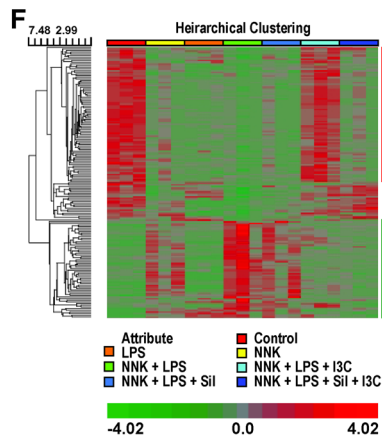 F
Heirarchical Clustering
7.48 2.99
Attribute Control
LPS NNK
NNK + LPS NNK + LPS + I3C
NNK + LPS + Sil NNK + LPS + Sil + I3C
-4.02 0.0 4.02